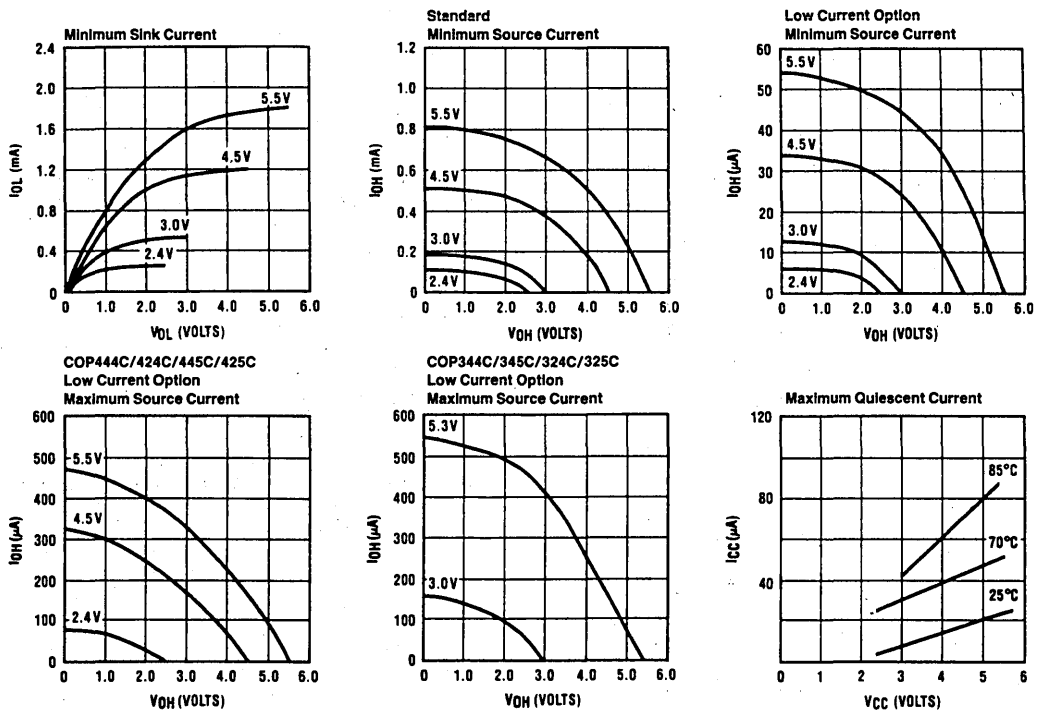 Minimum Sink Current
2.4
2.0
1.6
1.2
0.8
0.4
0
IOL (mA)
5.5V
4.5V
3.0V
2.4V
0 1.0 2.0 3.0 4.0 5.0 6.0
VOL (VOLTS)
Standard
Minimum Source Current
1.2
1.0
0.8
0.6
0.4
0.2
0
IOH (mA)
5.5V
4.5V
3.0V
2.4V
0 1.0 2.0 3.0 4.0 5.0 6.0
VOH (VOLTS)
Low Current Option
Minimum Source Current
60
50
40
30
20
10
0
IOH (μA)
5.5V
4.5V
3.0V
2.4V
0 1.0 2.0 3.0 4.0 5.0 6.0
VOH (VOLTS)
COP444C/424C/445C/425C
Low Current Option
Maximum Source Current
600
500
400
300
200
100
0
IOH (μA)
5.5V
4.5V
2.4V
0 1.0 2.0 3.0 4.0 5.0 6.0
VOH (VOLTS)
COP344C/345C/324C/325C
Low Current Option
Maximum Source Current
600
500
400
300
200
100
0
IOH (μA)
5.3V
3.0V
0 1.0 2.0 3.0 4.0 5.0 6.0
VOH (VOLTS)
Maximum Quiescent Current
120
80
40
ICC (μA)
85°C
70°C
25°C
0 1 2 3 4 5 6
VCC (VOLTS)